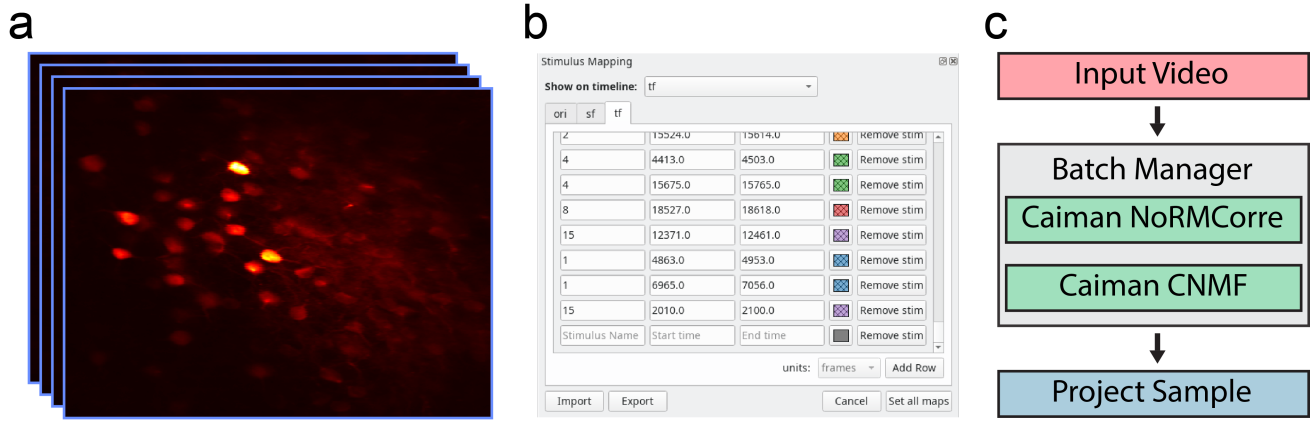 a
b
c
Stimulus Mapping
Show on timeline: tf
ori sf tf
2 15524.0 15614.0 Remove stim
4 4413.0 4503.0 Remove stim
4 15675.0 15765.0 Remove stim
8 18527.0 18618.0 Remove stim
15 12371.0 12461.0 Remove stim
1 4863.0 4953.0 Remove stim
1 6965.0 7056.0 Remove stim
15 2010.0 2100.0 Remove stim
Stimulus Name Start time End time Remove stim
units: frames Add Row
Import Export Cancel Set all maps
Input Video
Batch Manager
Caiman NoRMCorre
Caiman CNMF
Project Sample